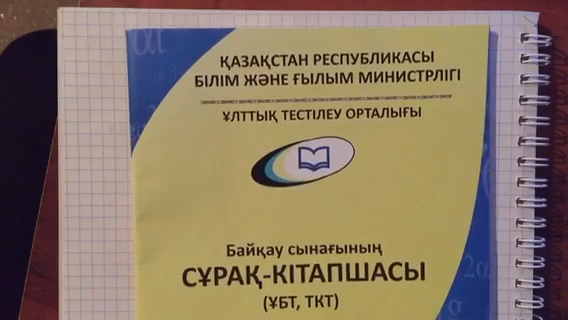 ҚАЗАҚСТАН РЕСПУБЛИКАСЫ
БІЛІМ ЖӘНЕ ҒЫЛЫМ МИНИСТРЛІГІ
ҰЛТТЫҚ ТЕСТІЛЕУ ОРТАЛЫҒЫ
Байқау сынағының
СҰРАҚ-КІТАПШАСЫ
(ҰБТ, ТКТ)